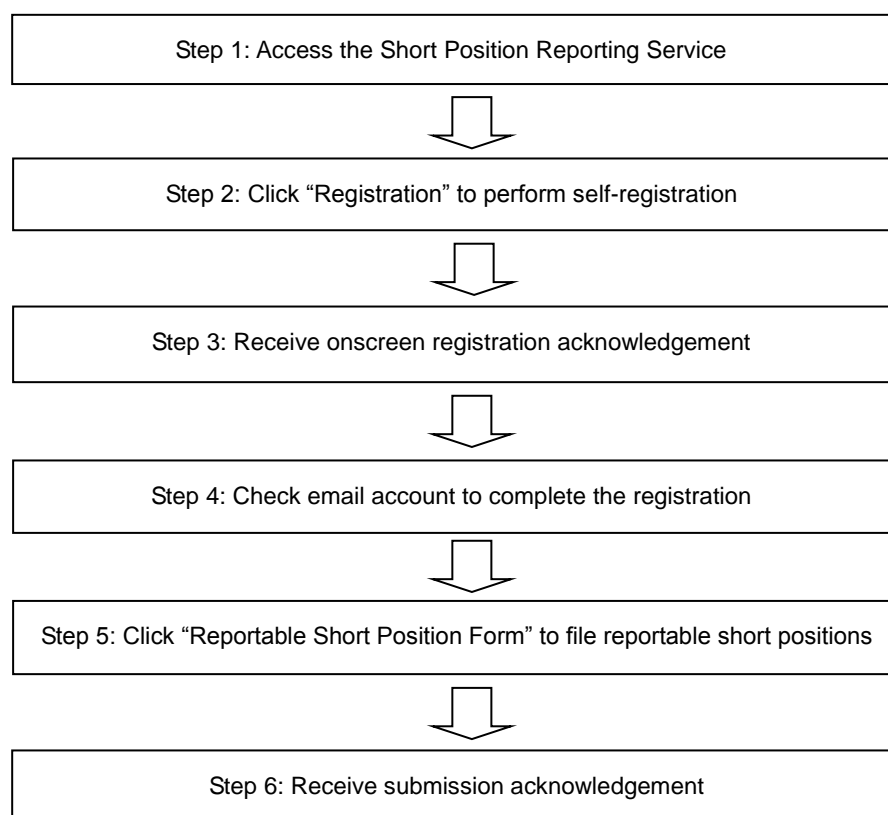 Step 1: Access the Short Position Reporting Service
Step 2: Click “Registration” to perform self-registration
Step 3: Receive onscreen registration acknowledgement
Step 4: Check email account to complete the registration
Step 5: Click “Reportable Short Position Form” to file reportable short positions
Step 6: Receive submission acknowledgement